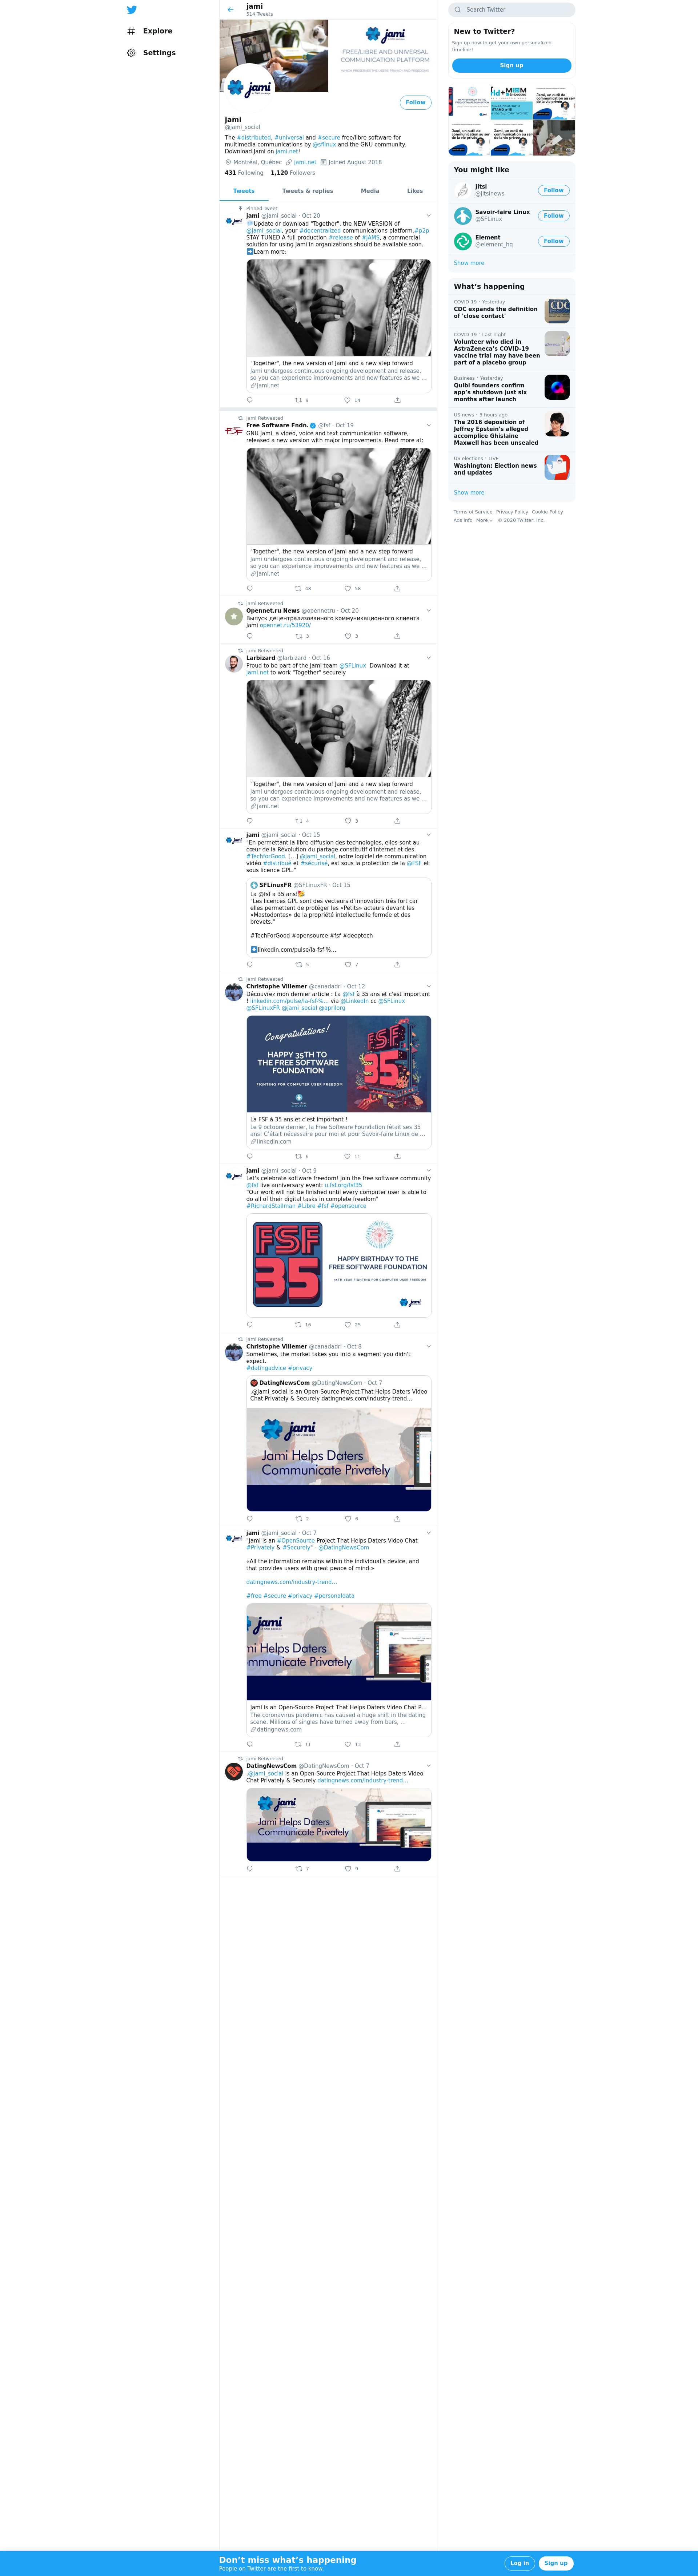 Explore
Settings
jami
514 Tweets
jami
FREE/LIBRE AND UNIVERSAL
COMMUNICATION PLATFORM
jami
Follow
jami
@jami_social
The #distributed, #universal and #secure free/libre software for
multimedia communications by @sflinux and the GNU community.
Download Jami on jami.net!
Montréal, Québec jami.net Joined August 2018
431 Following 1,120 Followers
Tweets Tweets & replies Media Likes
Pinned Tweet
jami @jami_social · Oct 20
Update or download "Together", the NEW VERSION of
@jami_social, your #decentralized communications platform.#p2p
STAY TUNED A full production #release of #JAMS, a commercial
solution for using Jami in organizations should be available soon.
Learn more:
"Together", the new version of Jami and a new step forward
Jami undergoes continuous ongoing development and release,
so you can experience improvements and new features as we ...
jami.net
9 14
jami Retweeted
Free Software Fndn. @fsf · Oct 19
GNU Jami, a video, voice and text communication software,
released a new version with major improvements. Read more at:
"Together", the new version of Jami and a new step forward
Jami undergoes continuous ongoing development and release,
so you can experience improvements and new features as we ...
jami.net
48 58
jami Retweeted
Opennet.ru News @opennetru · Oct 20
Выпуск децентрализованного коммуникационного клиента
Jami opennet.ru/53920/
3 3
jami Retweeted
Larbizard @larbizard · Oct 16
Proud to be part of the Jami team @SFLinux Download it at
jami.net to work "Together" securely
"Together", the new version of Jami and a new step forward
Jami undergoes continuous ongoing development and release,
so you can experience improvements and new features as we ...
jami.net
4 3
jami @jami_social · Oct 15
"En permettant la libre diffusion des technologies, elles sont au
cœur de la Révolution du partage constitutif d'Internet et des
#TechforGood. [...] @jami_social, notre logiciel de communication
vidéo #distribué et #sécurisé, est sous la protection de la @FSF et
sous licence GPL."
SFLinuxFR @SFLinuxFR · Oct 15
La @fsf a 35 ans!
"Les licences GPL sont des vecteurs d'innovation très fort car
elles permettent de protéger les «Petits» acteurs devant les
«Mastodontes» de la propriété intellectuelle fermée et des
brevets."
#TechForGood #opensource #fsf #deeptech
linkedin.com/pulse/la-fsf-%...
5 7
jami Retweeted
Christophe Villemer @canadadri · Oct 12
Découvrez mon dernier article : La @fsf à 35 ans et c'est important
! linkedin.com/pulse/la-fsf-%... via @LinkedIn cc @SFLinux
@SFLinuxFR @jami_social @aprilorg
Congratulations!
HAPPY 35TH TO
THE FREE SOFTWARE
FOUNDATION
FIGHTING FOR COMPUTER USER FREEDOM
FSF 35
La FSF à 35 ans et c'est important !
Le 9 octobre dernier, la Free Software Foundation fêtait ses 35
ans! C'était nécessaire pour moi et pour Savoir-faire Linux de ...
linkedin.com
6 11
jami @jami_social · Oct 9
Let's celebrate software freedom! Join the free software community
@fsf live anniversary event: u.fsf.org/fsf35
"Our work will not be finished until every computer user is able to
do all of their digital tasks in complete freedom"
#RichardStallman #Libre #fsf #opensource
FSF 35
HAPPY BIRTHDAY TO THE
FREE SOFTWARE FOUNDATION
35TH YEAR FIGHTING FOR COMPUTER USER FREEDOM
jami
16 25
jami Retweeted
Christophe Villemer @canadadri · Oct 8
Sometimes, the market takes you into a segment you didn't
expect.
#datingadvice #privacy
DatingNewsCom @DatingNewsCom · Oct 7
.@jami_social is an Open-Source Project That Helps Daters Video
Chat Privately & Securely datingnews.com/industry-trend...
jami
Jami Helps Daters
Communicate Privately
2 6
jami @jami_social · Oct 7
"Jami is an #OpenSource Project That Helps Daters Video Chat
#Privately & #Securely" - @DatingNewsCom
«All the information remains within the individual's device, and
that provides users with great peace of mind.»
datingnews.com/industry-trend...
#free #secure #privacy #personaldata
jami
mi Helps Daters
mmunicate Privately
Jami is an Open-Source Project That Helps Daters Video Chat P...
The coronavirus pandemic has caused a huge shift in the dating
scene. Millions of singles have turned away from bars, ...
datingnews.com
11 13
jami Retweeted
DatingNewsCom @DatingNewsCom · Oct 7
.@jami_social is an Open-Source Project That Helps Daters Video
Chat Privately & Securely datingnews.com/industry-trend...
jami
Jami Helps Daters
Communicate Privately
7 9
Search Twitter
New to Twitter?
Sign up now to get your own personalized
timeline!
Sign up
You might like
Jitsi
@jitsinews
Follow
Savoir-faire Linux
@SFLinux
Follow
Element
@element_hq
Follow
Show more
What's happening
COVID-19 · Yesterday
CDC expands the definition
of 'close contact'
COVID-19 · Last night
Volunteer who died in
AstraZeneca's COVID-19
vaccine trial may have been
part of a placebo group
Business · Yesterday
Quibi founders confirm
app's shutdown just six
months after launch
US news · 3 hours ago
The 2016 deposition of
Jeffrey Epstein's alleged
accomplice Ghislaine
Maxwell has been unsealed
US elections · LIVE
Washington: Election news
and updates
Show more
Terms of Service Privacy Policy Cookie Policy
Ads info More © 2020 Twitter, Inc.
Don't miss what's happening
People on Twitter are the first to know.
Log in Sign up